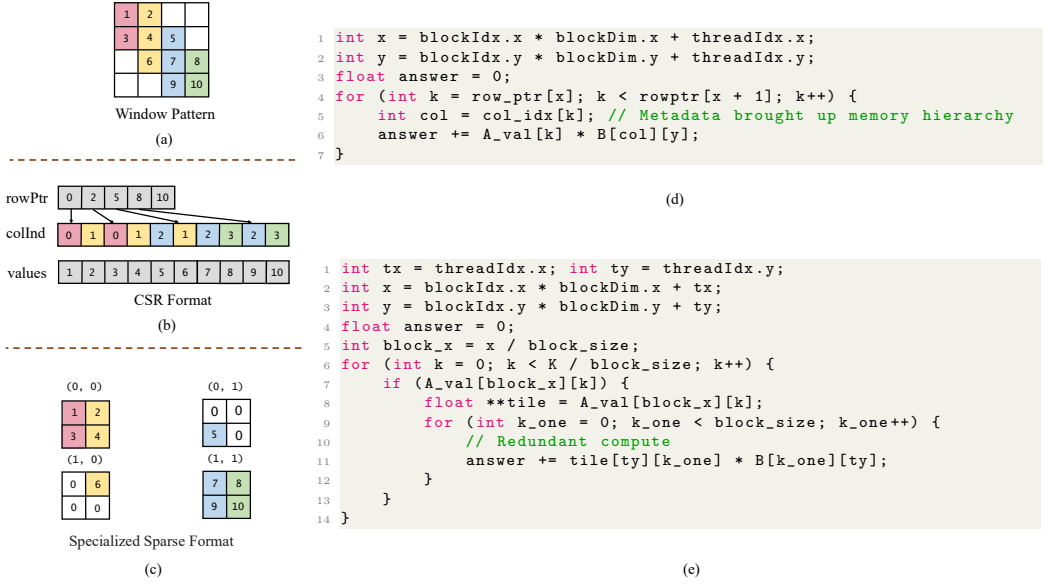 1 2
3 4 5
6 7 8
9 10
Window Pattern
(a)
rowPtr 0 2 5 8 10
colInd 0 1 0 1 2 1 2 3 2 3
values 1 2 3 4 5 6 7 8 9 10
CSR Format
(b)
(0, 0) (0, 1)
1 2 0 0
3 4 5 0
(1, 0) (1, 1)
0 6 7 8
0 0 9 10
Specialized Sparse Format
(c)
1 int x = blockIdx.x * blockDim.x + threadIdx.x;
2 int y = blockIdx.y * blockDim.y + threadIdx.y;
3 float answer = 0;
4 for (int k = row_ptr[x]; k < rowptr[x + 1]; k++) {
5 int col = col_idx[k]; // Metadata brought up memory hierarchy
6 answer += A_val[k] * B[col][y];
7 }
(d)
1 int tx = threadIdx.x; int ty = threadIdx.y;
2 int x = blockIdx.x * blockDim.x + tx;
3 int y = blockIdx.y * blockDim.y + ty;
4 float answer = 0;
5 int block_x = x / block_size;
6 for (int k = 0; k < K / block_size; k++) {
7 if (A_val[block_x][k]) {
8 float **tile = A_val[block_x][k];
9 for (int k_one = 0; k_one < block_size; k_one++) {
10 // Redundant compute
11 answer += tile[ty][k_one] * B[k_one][ty];
12 }
13 }
14 }
(e)